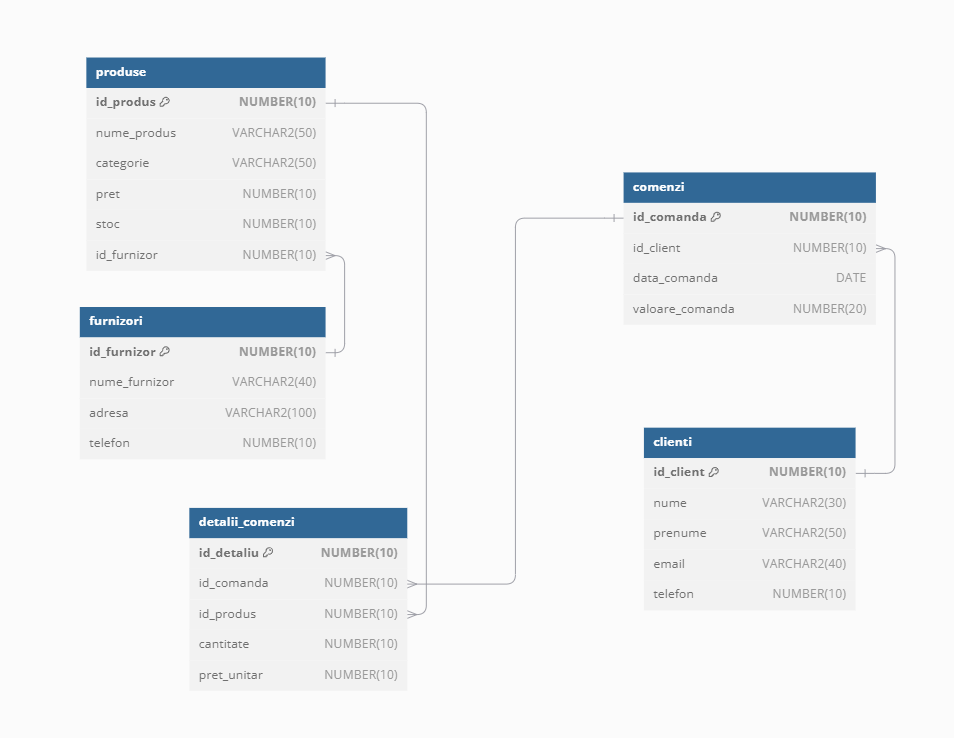 produse
id_produs NUMBER(10)
nume_produs VARCHAR2(50)
categorie VARCHAR2(50)
pret NUMBER(10)
stoc NUMBER(10)
id_furnizor NUMBER(10)
furnizori
id_furnizor NUMBER(10)
nume_furnizor VARCHAR2(40)
adresa VARCHAR2(100)
telefon NUMBER(10)
detalii_comenzi
id_detaliu NUMBER(10)
id_comanda NUMBER(10)
id_produs NUMBER(10)
cantitate NUMBER(10)
pret_unitar NUMBER(10)
comenzi
id_comanda NUMBER(10)
id_client NUMBER(10)
data_comanda DATE
valoare_comanda NUMBER(20)
clienti
id_client NUMBER(10)
nume VARCHAR2(30)
prenume VARCHAR2(50)
email VARCHAR2(40)
telefon NUMBER(10)